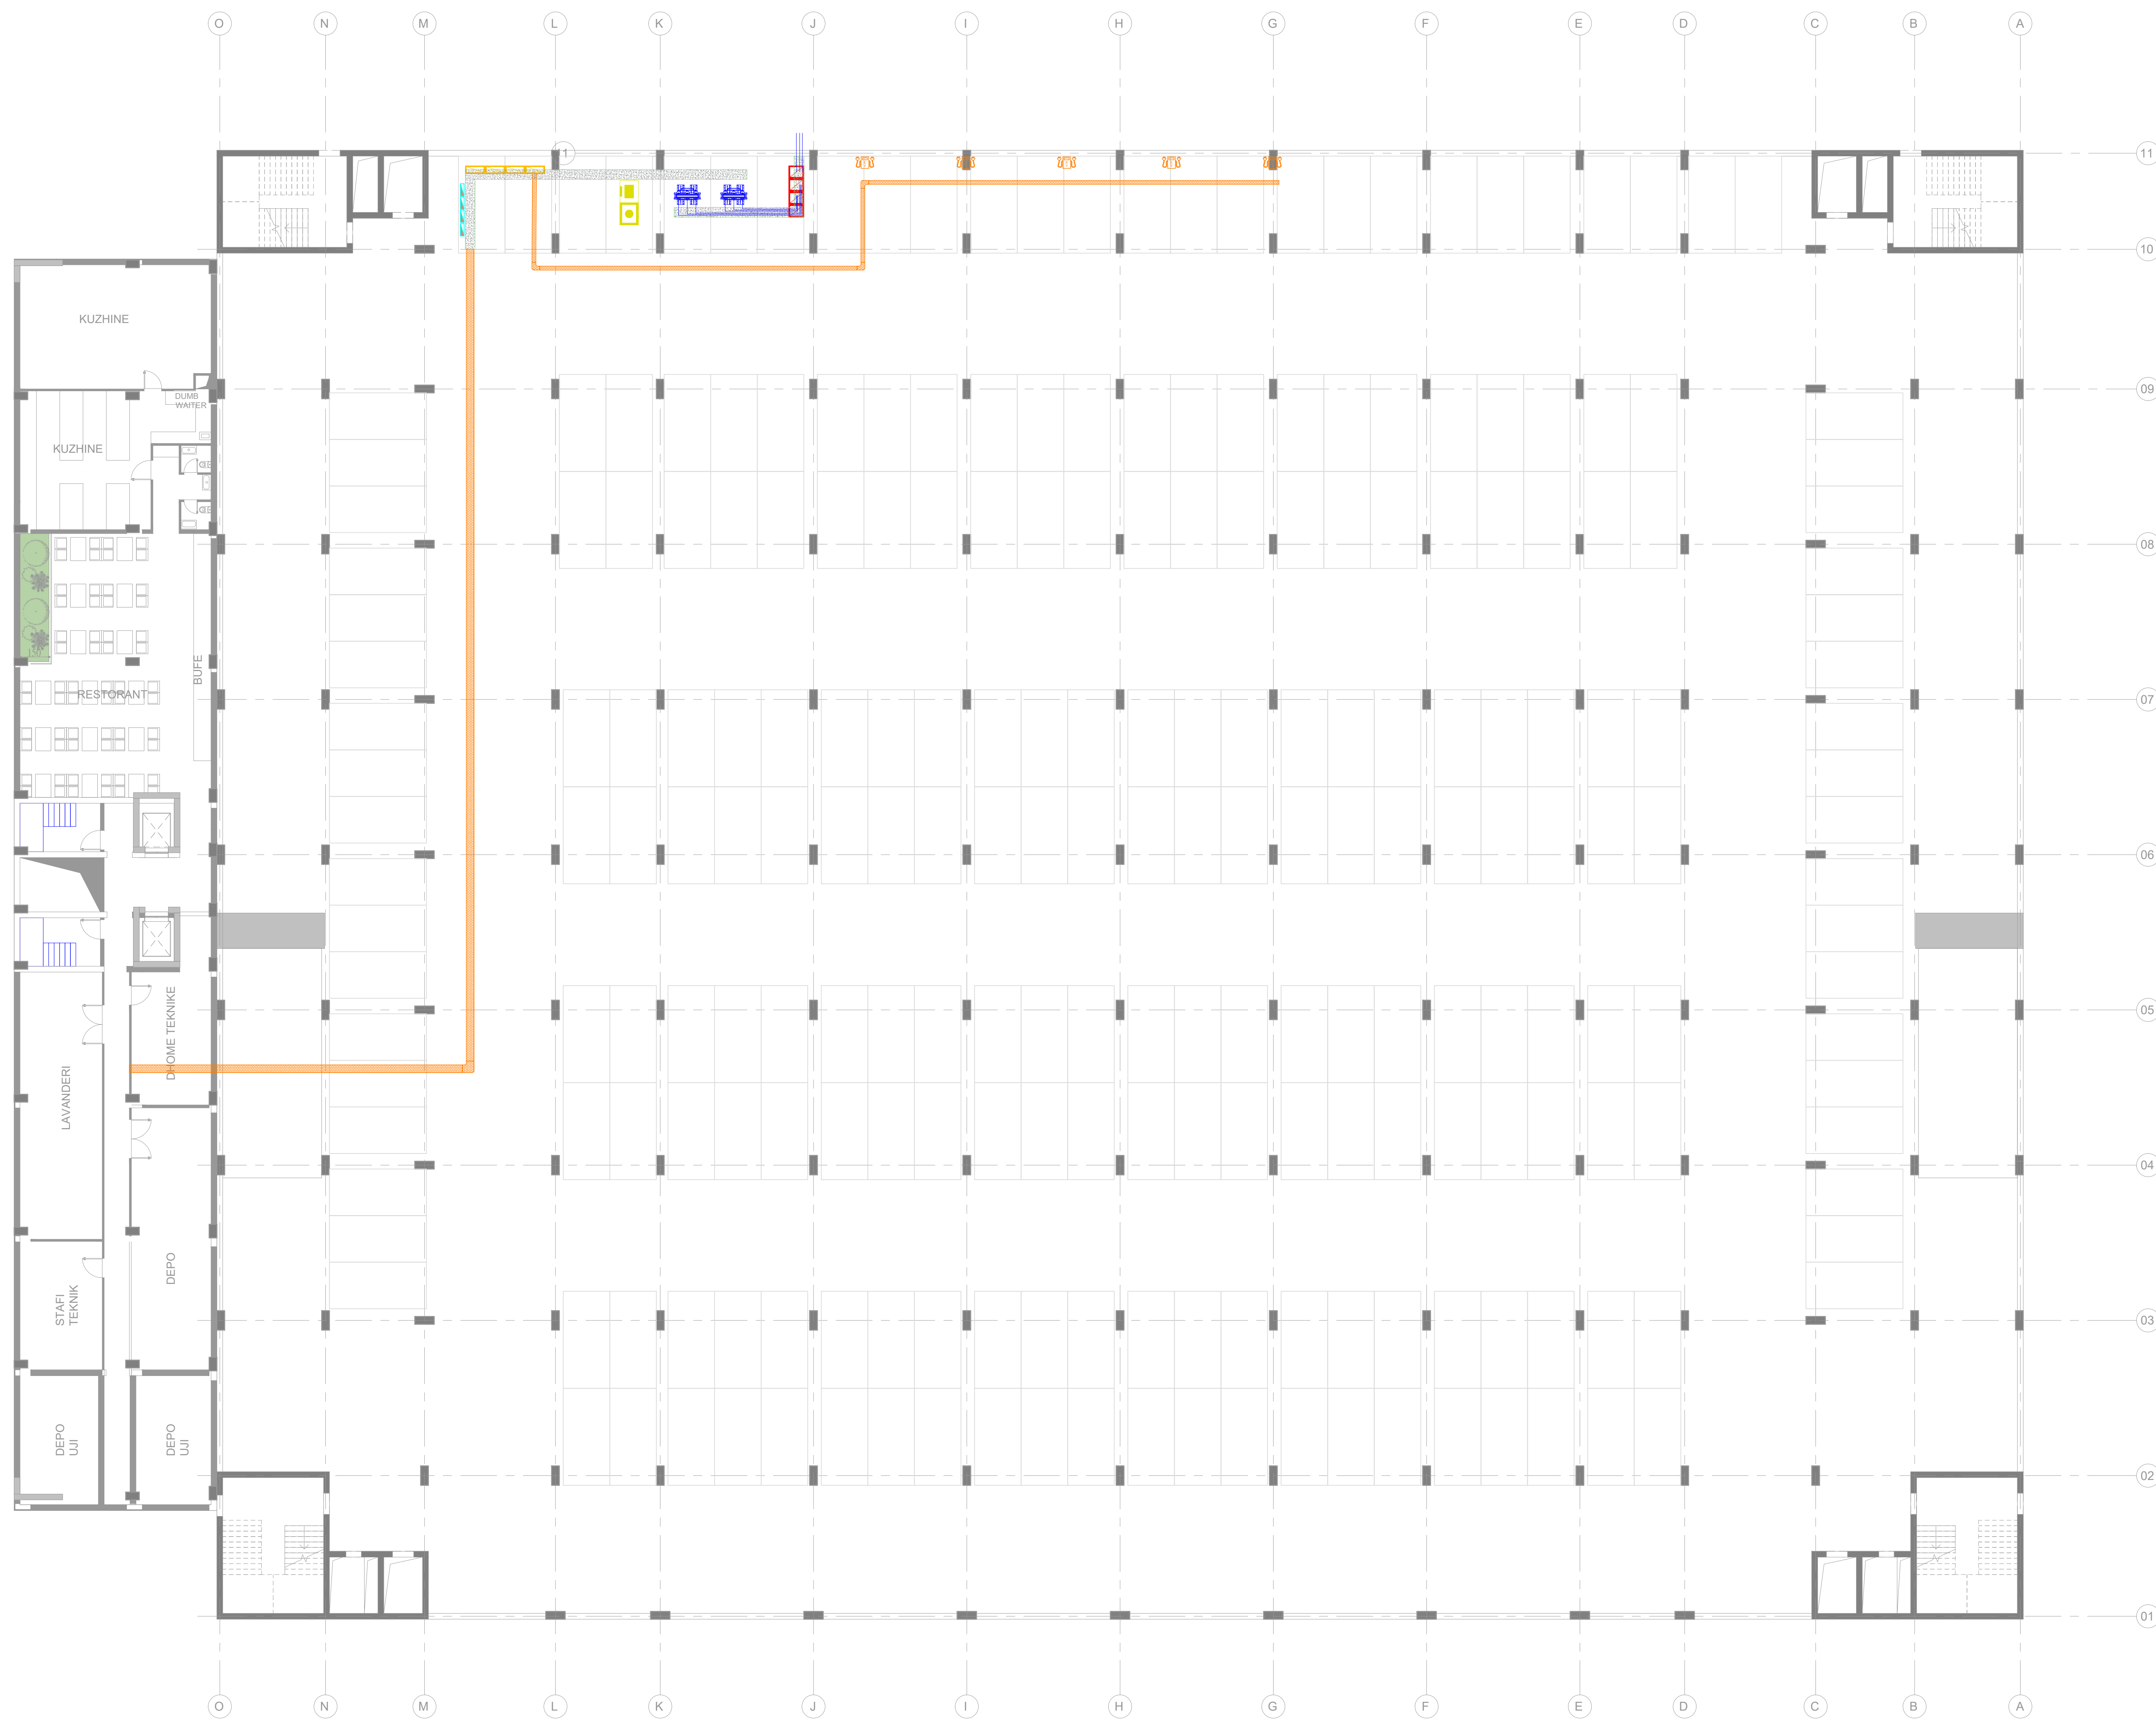 O N M L K J I H G F E D C B A
11
11
10
KUZHINE
09
DUMB
WAITER
KUZHINE
08
BUFE
RESTORANT
07
06
05
DHOME TEKNIKE
LAVANDERI
04
DEPO
STAFI
TEKNIK
03
DEPO
UJI
DEPO
UJI
02
01
O N M L K J I H G F E D C B A